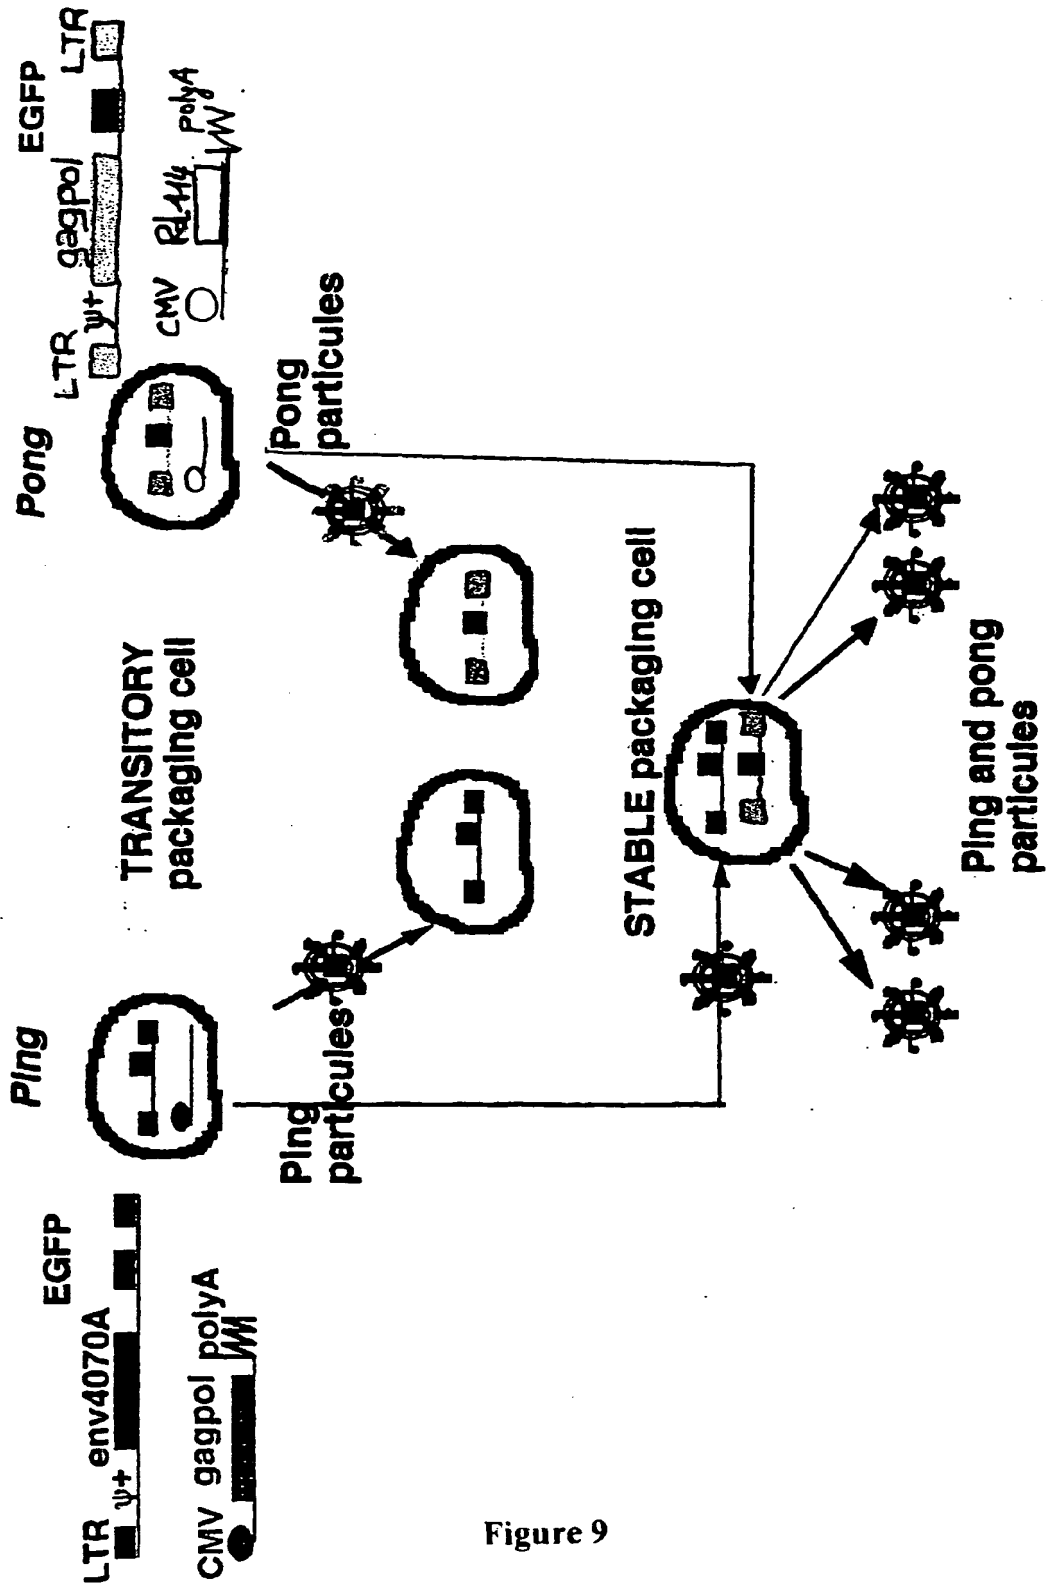 Ping
Pong
EGFP
LTR ψ+ env4070A
CMV gagpol polyA
EGFP
LTR ψ+ gagpol LTR
CMV Rd114 polyA
TRANSITORY
packaging cell
Ping
particules
Pong
particules
STABLE packaging cell
Ping and pong
particules
Figure 9